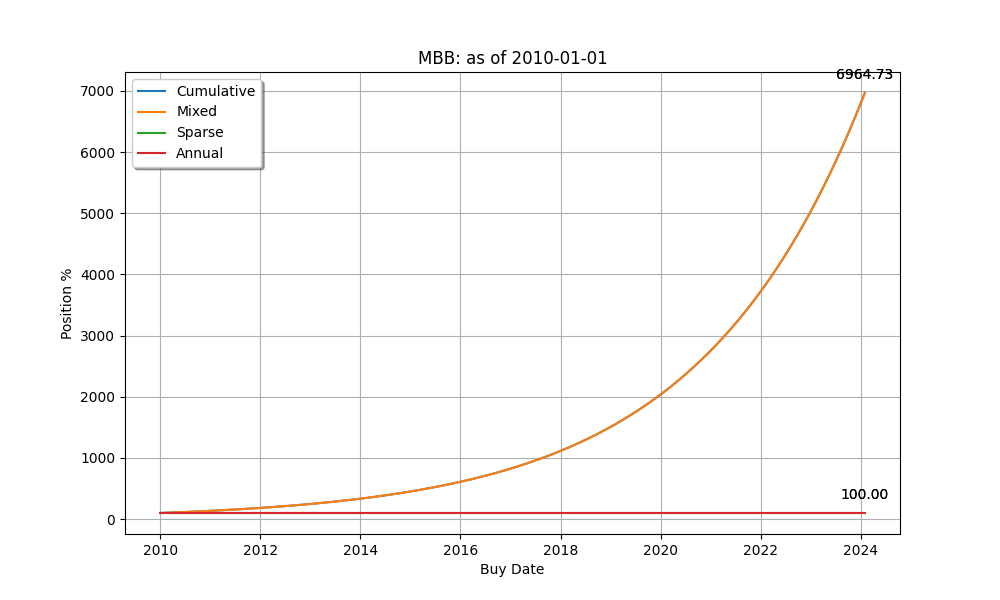 MBB: as of 2010-01-01
6964.73
Cumulative
Mixed
Sparse
Annual
7000
6000
5000
4000
3000
2000
1000
0
Position %
100.00
2010 2012 2014 2016 2018 2020 2022 2024
Buy Date